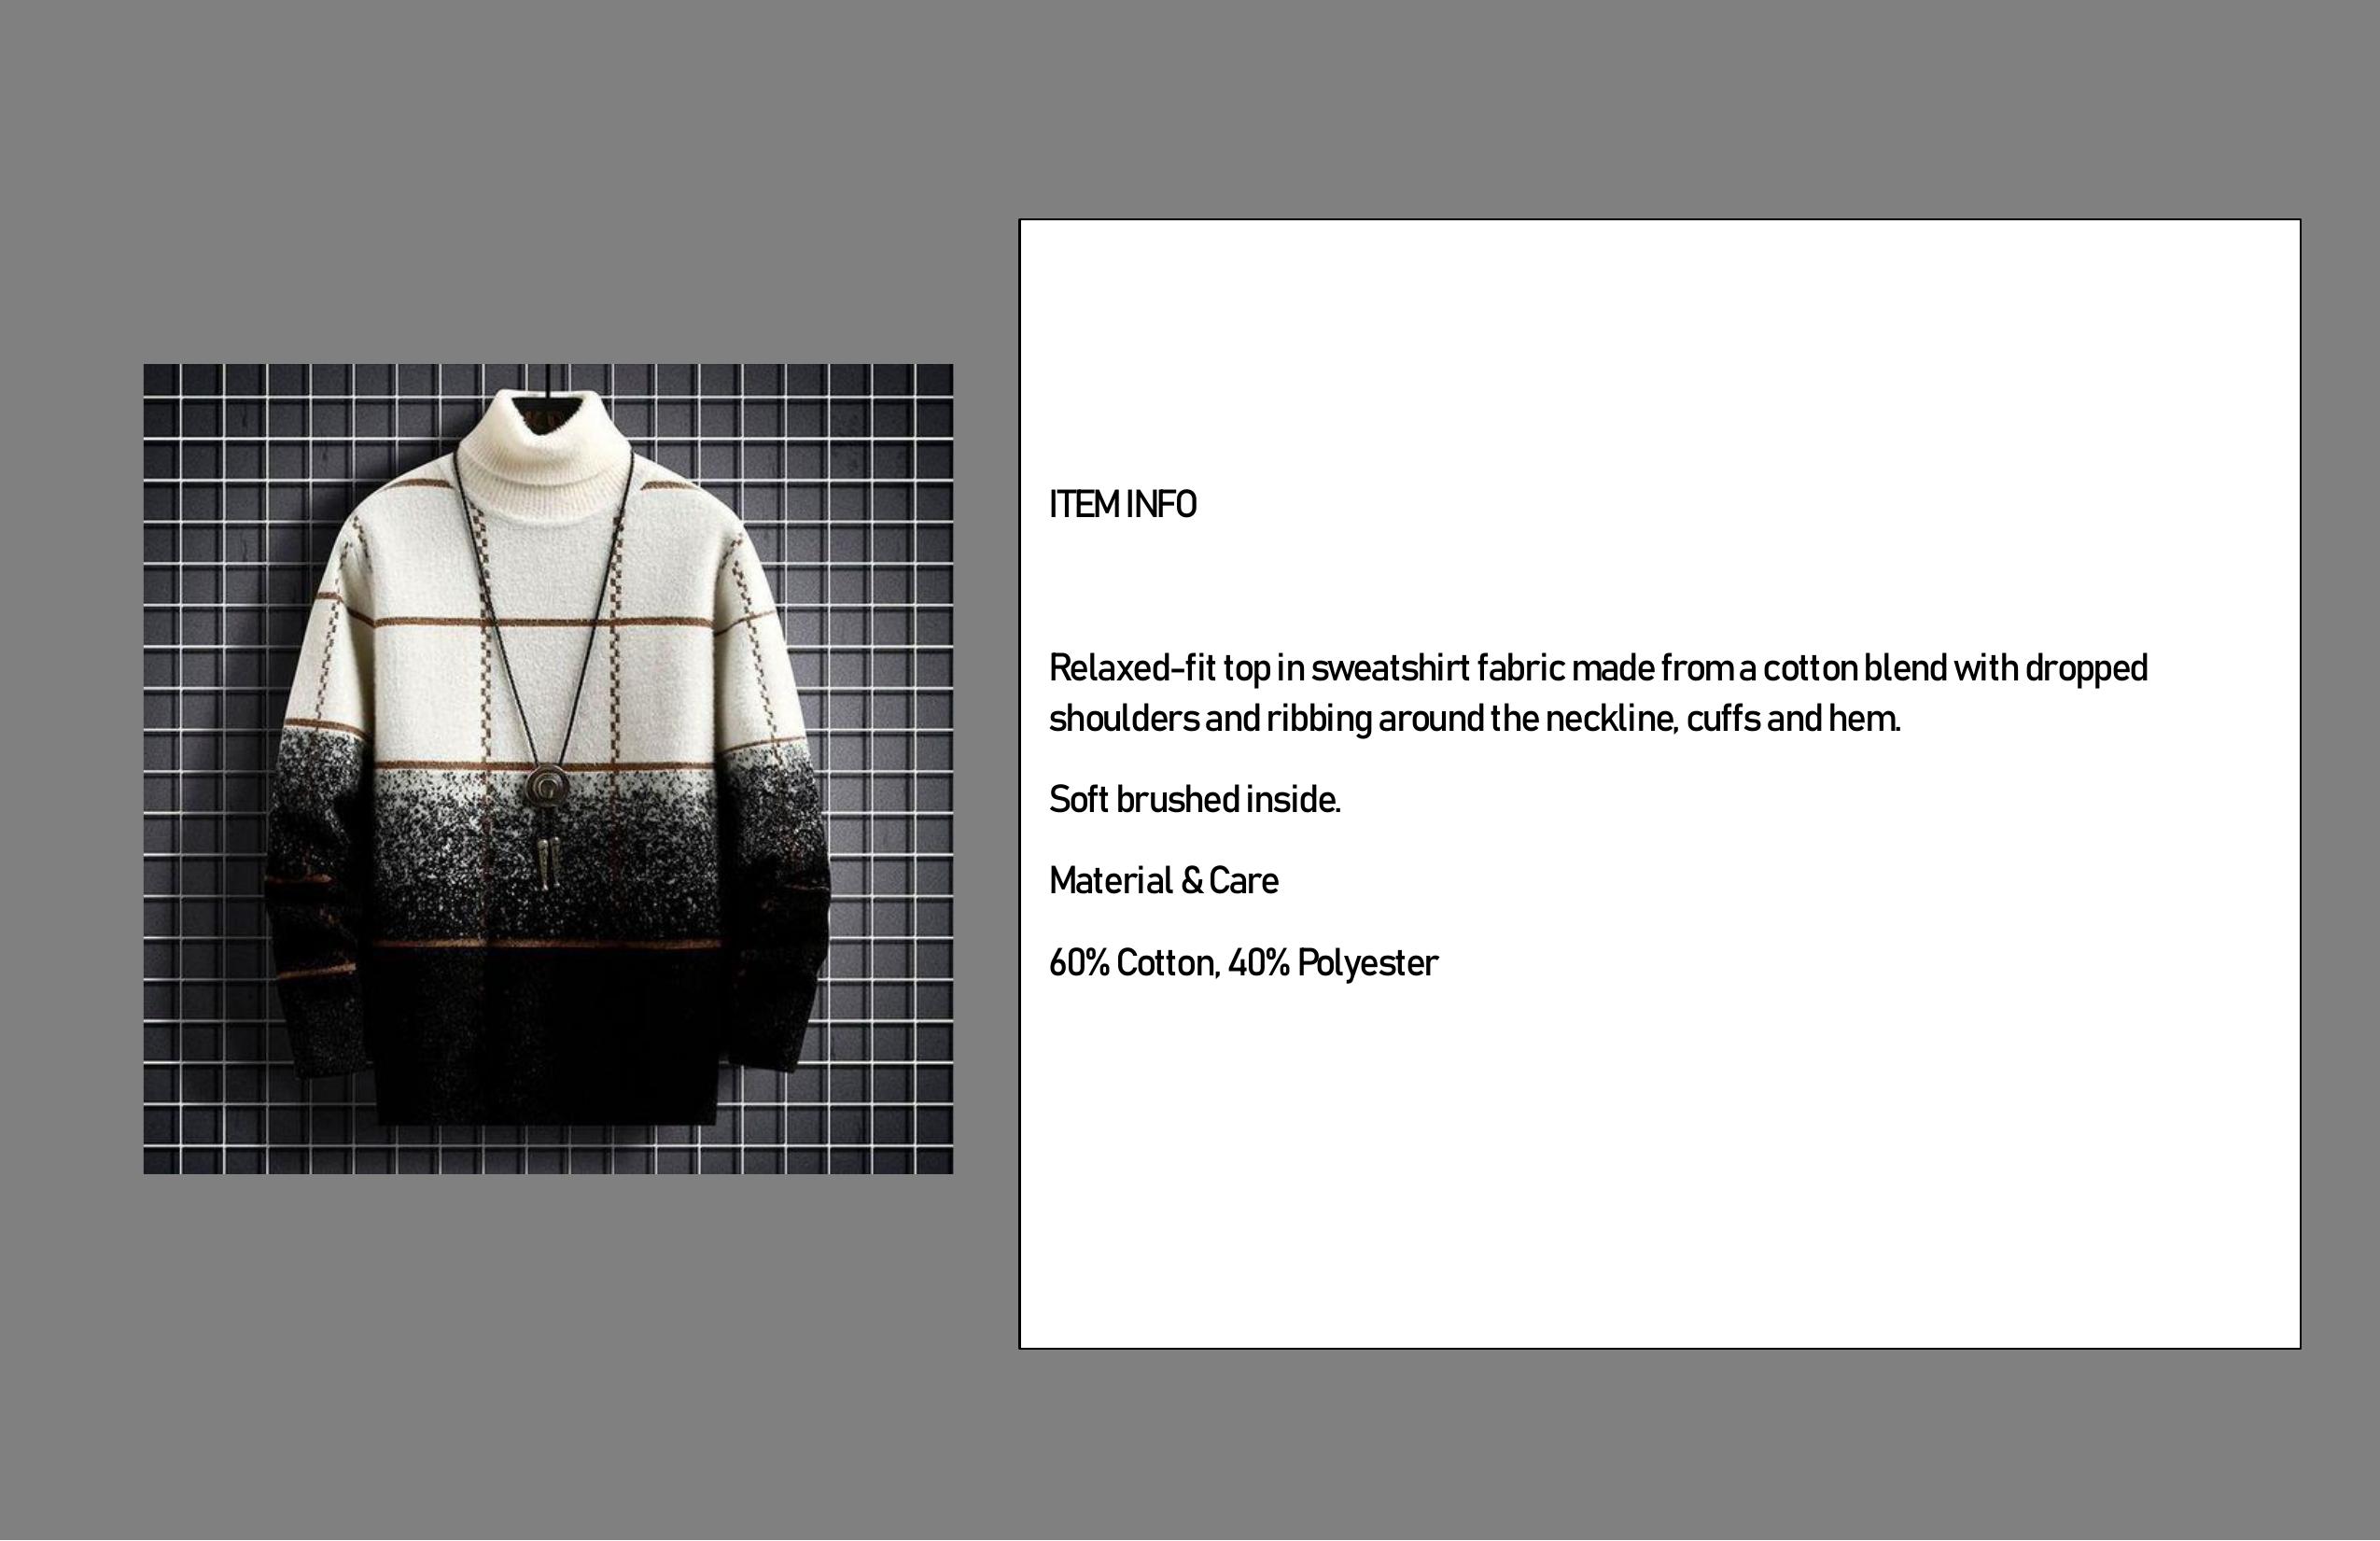 ITEM INFO
Relaxed-fit top in sweatshirt fabric made from a cotton blend with dropped
shoulders and ribbing around the neckline, cuffs and hem.
Soft brushed inside.
Material & Care
60% Cotton, 40% Polyester